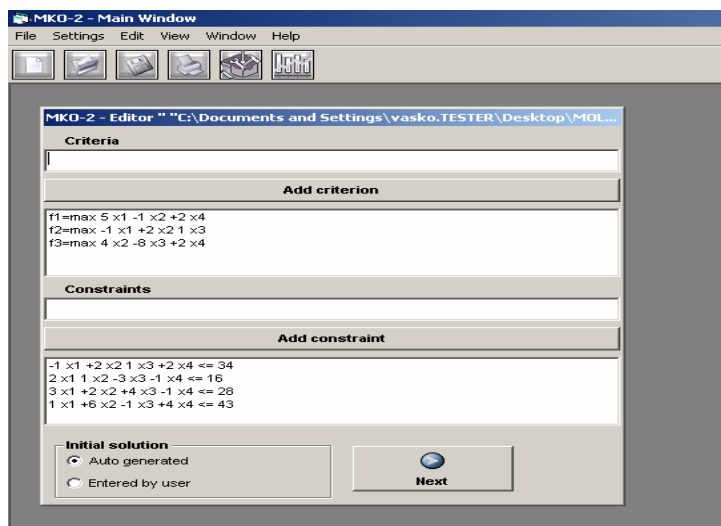 MKO-2 - Main Window
File Settings Edit View Window Help
MKO-2 - Editor " "C:\Documents and Settings\vasko.TESTER\Desktop\MOL...
Criteria
Add criterion
f1=max 5 x1 -1 x2 +2 x4
f2=max -1 x1 +2 x2 1 x3
f3=max 4 x2 -8 x3 +2 x4
Constraints
Add constraint
-1 x1 +2 x2 1 x3 +2 x4 <= 34
2 x1 1 x2 -3 x3 -1 x4 <= 16
3 x1 +2 x2 +4 x3 -1 x4 <= 28
1 x1 +6 x2 -1 x3 +4 x4 <= 43
Initial solution
Auto generated
Entered by user
Next